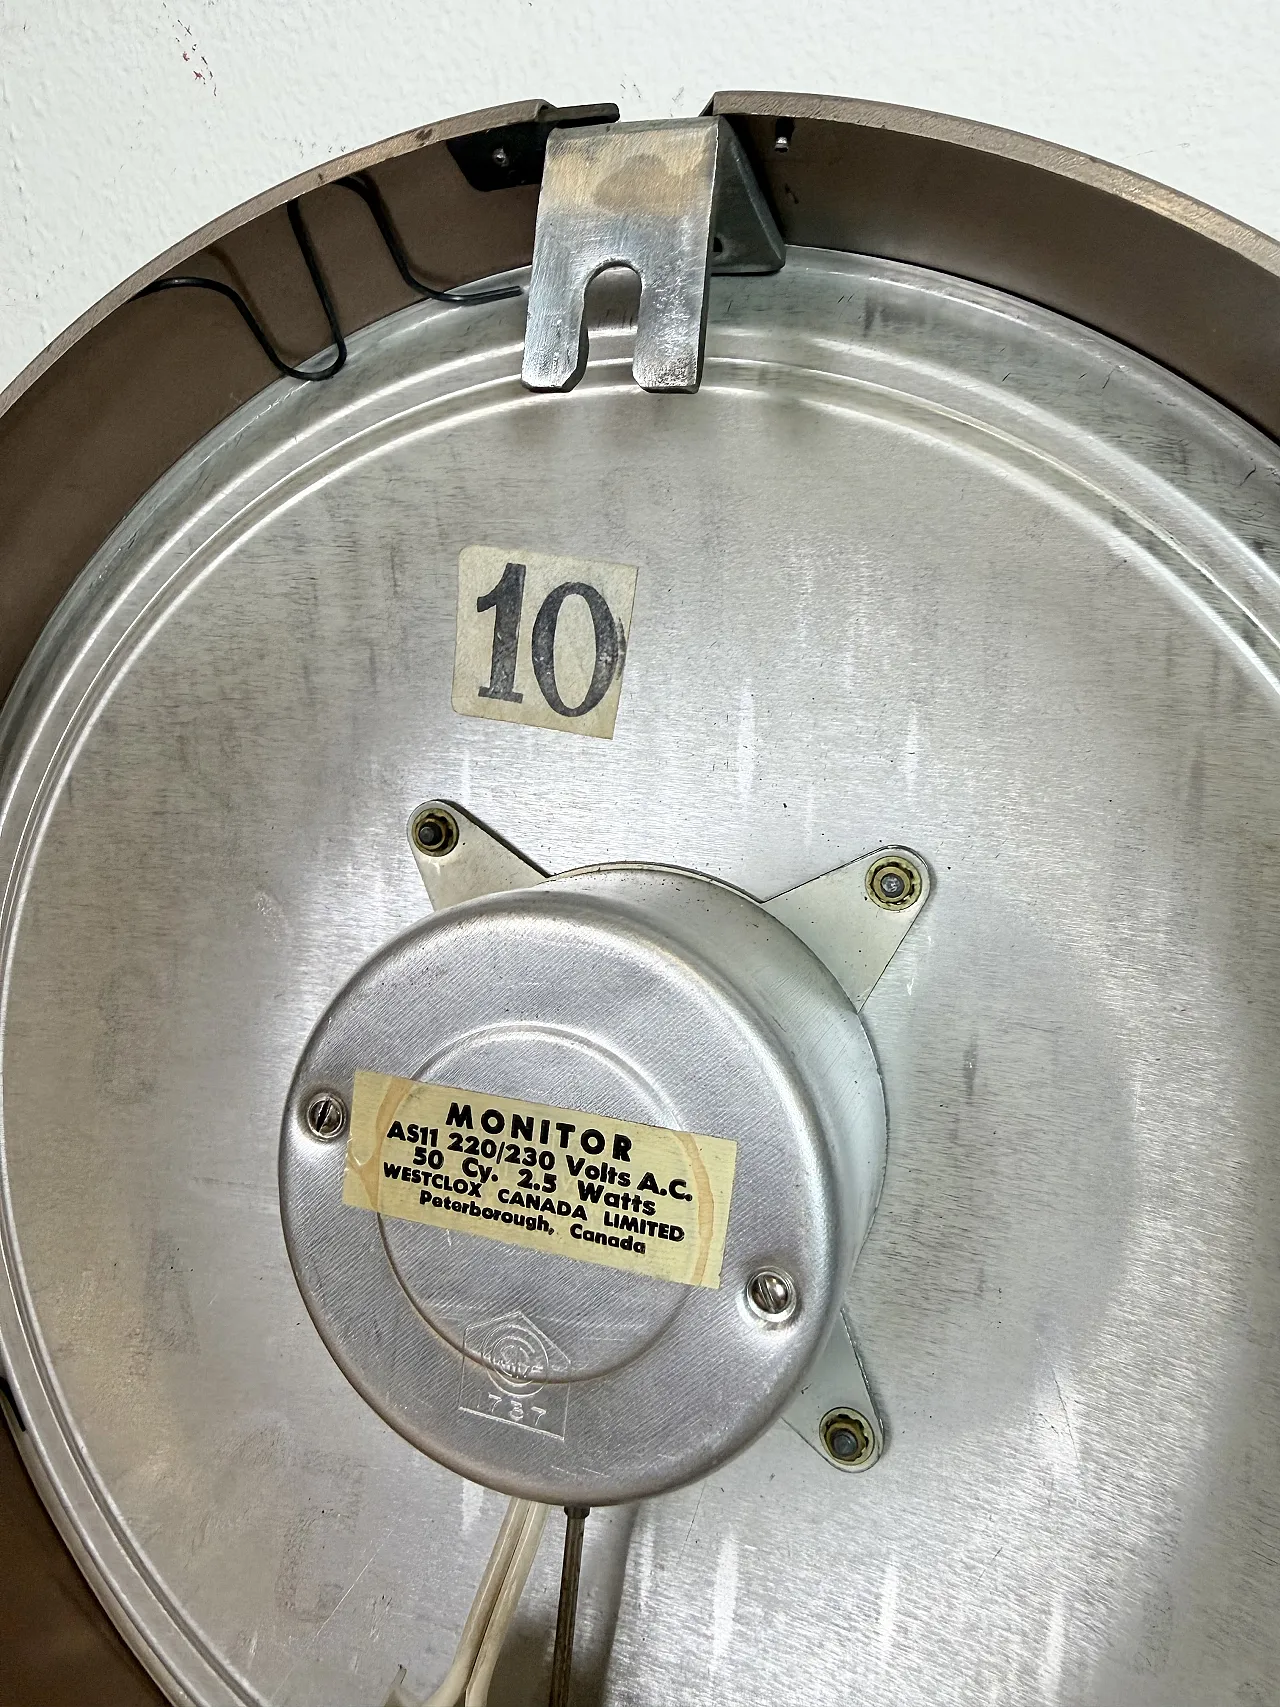 10
MONITOR
AS11 220/230 Volts A.C.
50 Cy. 2.5 Watts
WESTCLOX CANADA LIMITED
Peterborough, Canada
737